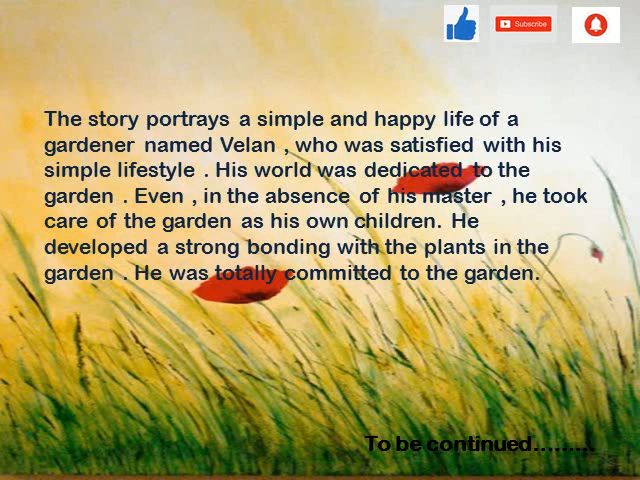 Subscribe
The story portrays a simple and happy life of a
gardener named Velan , who was satisfied with his
simple lifestyle . His world was dedicated to the
garden . Even , in the absence of his master , he took
care of the garden as his own children. He
developed a strong bonding with the plants in the
garden . He was totally committed to the garden.
To be continued.........